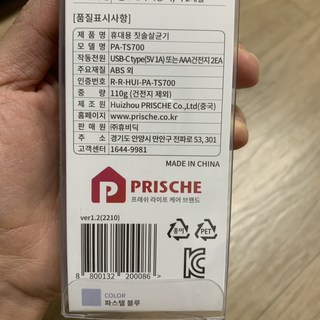 [품질표시사항]
제 품 명 휴대용 칫솔살균기
모 델 명 PA-TS700
작동전원 USB-C type(5V 1A) 또는 AAA건전지 2EA
주요재질 ABS 외
인증번호 R-R-HUI-PA-TS700
중 량 110g (건전지 제외)
제 조 원 Huizhou PRISCHE Co.,Ltd(중국)
홈페이지 www.prische.co.kr
판 매 원 ㈜휴비딕
주 소 경기도 안양시 만안구 전파로 53, 301
고객센터 1644-9981
MADE IN CHINA
PRISCHE
프레쉬 라이프 케어 브랜드
ver1.2(2210)
8 800132 200086 >
종이
PET
COLOR
파스텔 블루